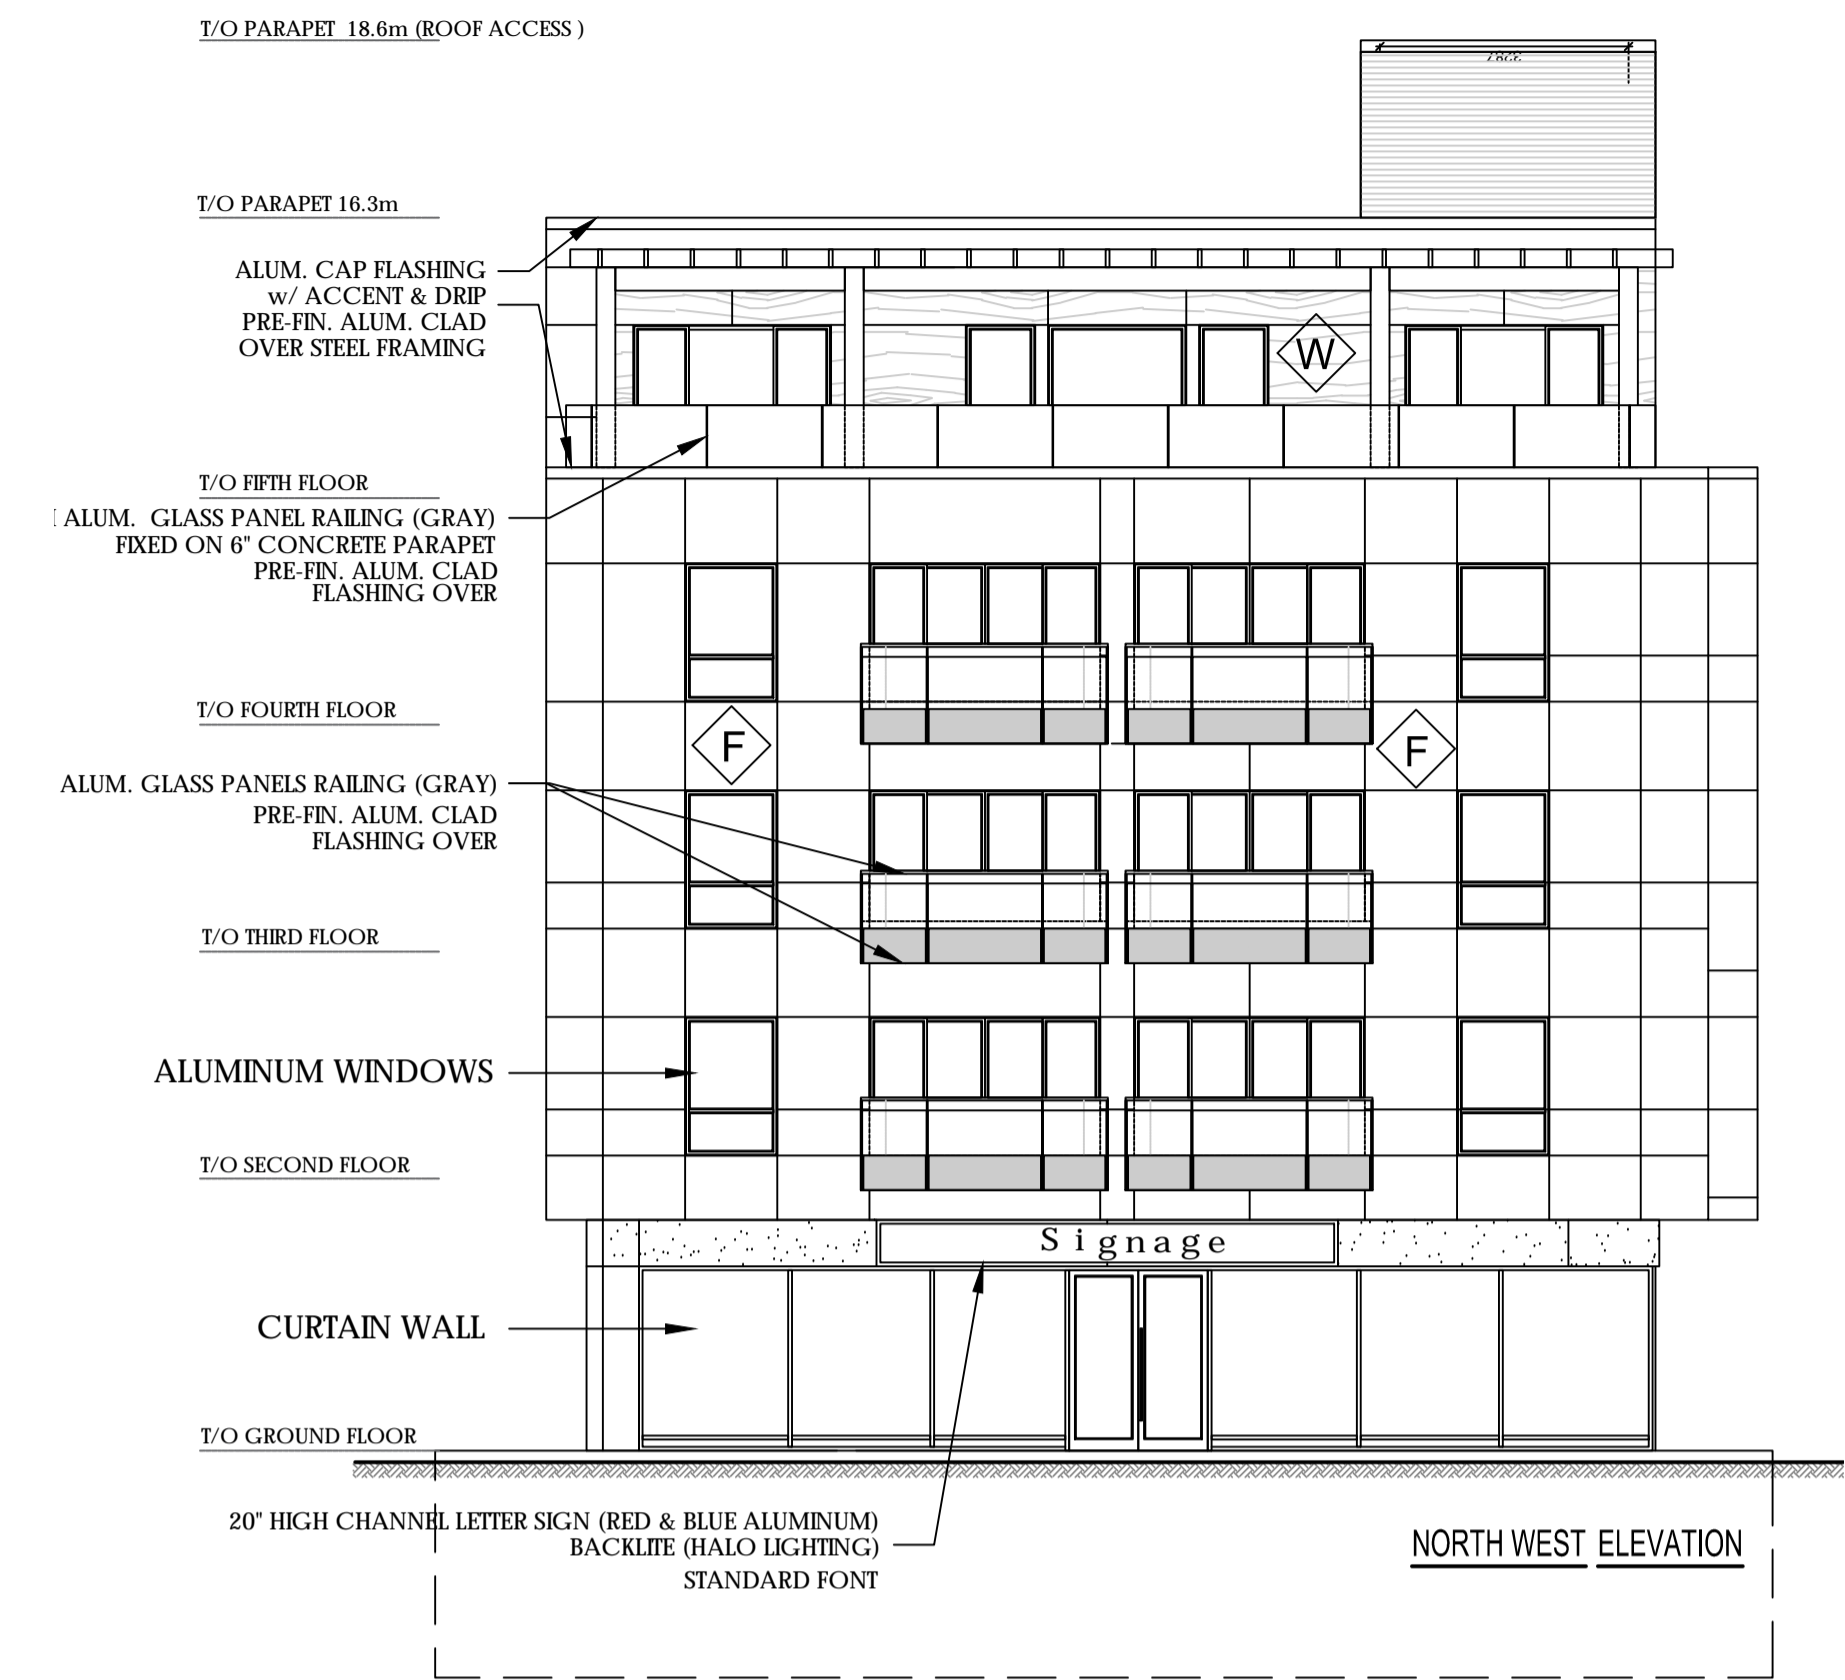 T/O PARAPET 18.6m (ROOF ACCESS )
3287
T/O PARAPET 16.3m
ALUM. CAP FLASHING
w/ ACCENT & DRIP
PRE-FIN. ALUM. CLAD
OVER STEEL FRAMING
W
T/O FIFTH FLOOR
ALUM. GLASS PANEL RAILING (GRAY)
FIXED ON 6" CONCRETE PARAPET
PRE-FIN. ALUM. CLAD
FLASHING OVER
T/O FOURTH FLOOR
F
F
ALUM. GLASS PANELS RAILING (GRAY)
PRE-FIN. ALUM. CLAD
FLASHING OVER
T/O THIRD FLOOR
ALUMINUM WINDOWS
T/O SECOND FLOOR
Signage
CURTAIN WALL
T/O GROUND FLOOR
20" HIGH CHANNEL LETTER SIGN (RED & BLUE ALUMINUM)
BACKLITE (HALO LIGHTING)
STANDARD FONT
NORTH WEST ELEVATION